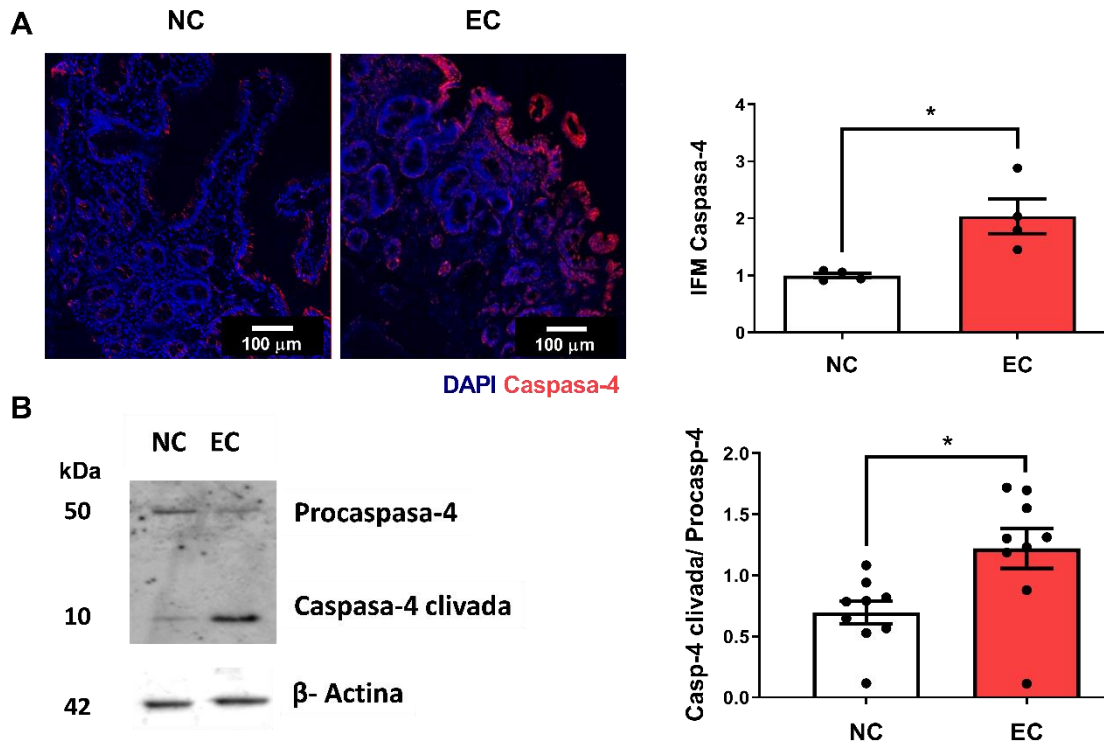 A
NC
EC
100 µm
100 µm
DAPI Caspasa-4
IFM Caspasa-4
4
3
2
1
0
*
NC
EC
B
NC EC
kDa
50
Procaspasa-4
10
Caspasa-4 clivada
42
β- Actina
Casp-4 clivada/ Procasp-4
2.0
1.5
1.0
0.5
0.0
*
NC
EC